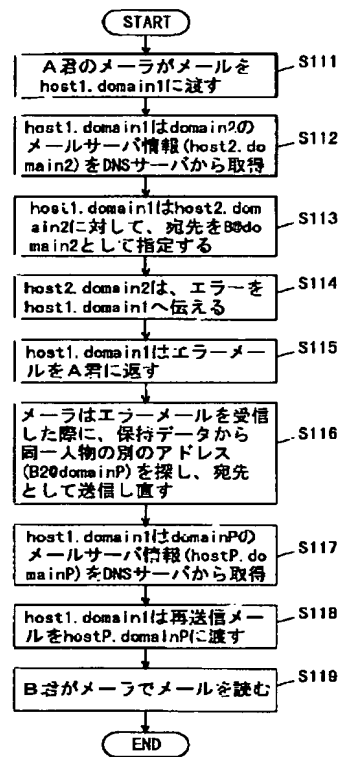 START
A君のメーラがメールを
host1.domain1に渡す
S111
host1.domain1はdomain2の
メールサーバ情報(host2.do
main2)をDNSサーバから取得
S112
host1.domain1はhost2.dom
ain2に対して、宛先をB@do
main2として指定する
S113
host2.domain2は、エラーを
host1.domain1へ伝える
S114
host1.domain1はエラーメー
ルをA君に返す
S115
メーラはエラーメールを受信
した際に、保持データから
同一人物の別のアドレス
(B2@domainP)を探し、宛先
として送信し直す
S116
host1.domain1はdomainPの
メールサーバ情報(hostP.do
mainP)をDNSサーバから取得
S117
host1.domain1は再送信メー
ルをhostP.domainPに渡す
S118
B君がメーラでメールを読む
S119
END